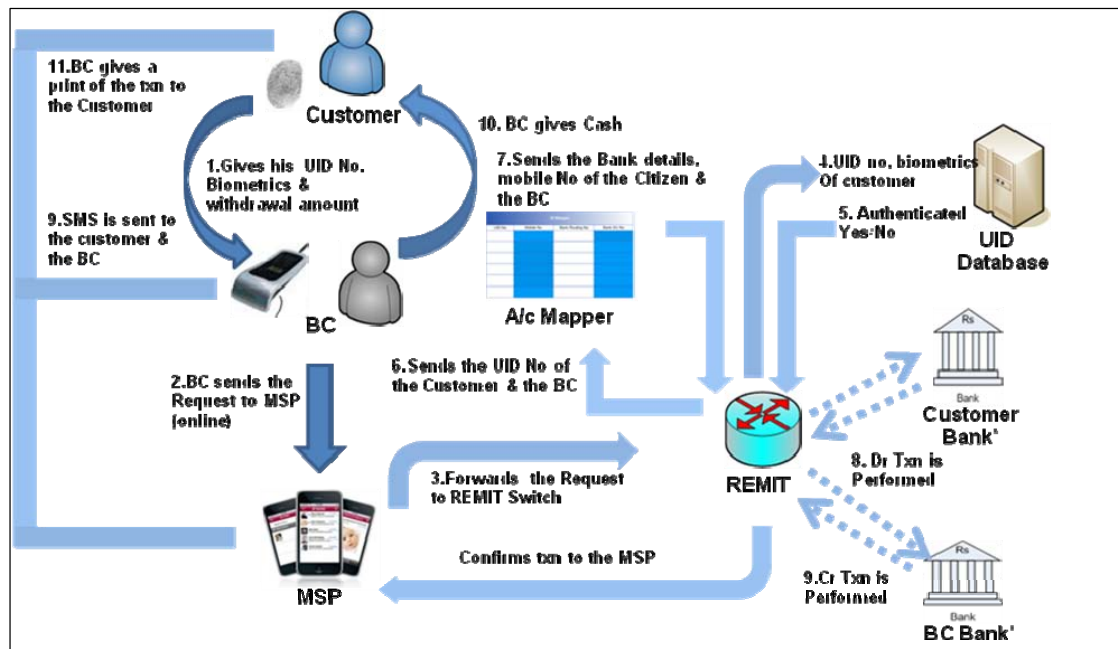 11.BC gives a
print of the txn to
the Customer
Customer
10. BC gives Cash
1.Gives his UID No.
Biometrics &
withdrawal amount
7.Sends the Bank details,
mobile No of the Citizen &
the BC
4.UID no, biometrics
Of customer
5. Authenticated
Yes/No
UID
Database
9.SMS is sent to
the customer &
the BC
BC
A/c Mapper
2.BC sends the
Request to MSP
(online)
6.Sends the UID No of
the Customer & the BC
Rs
Bank
Customer
Bank'
3.Forwards the Request
to REMIT Switch
REMIT
8. Dr Txn is
Performed
Confirms txn to the MSP
MSP
9.Cr Txn is
Performed
Rs
Bank
BC Bank'